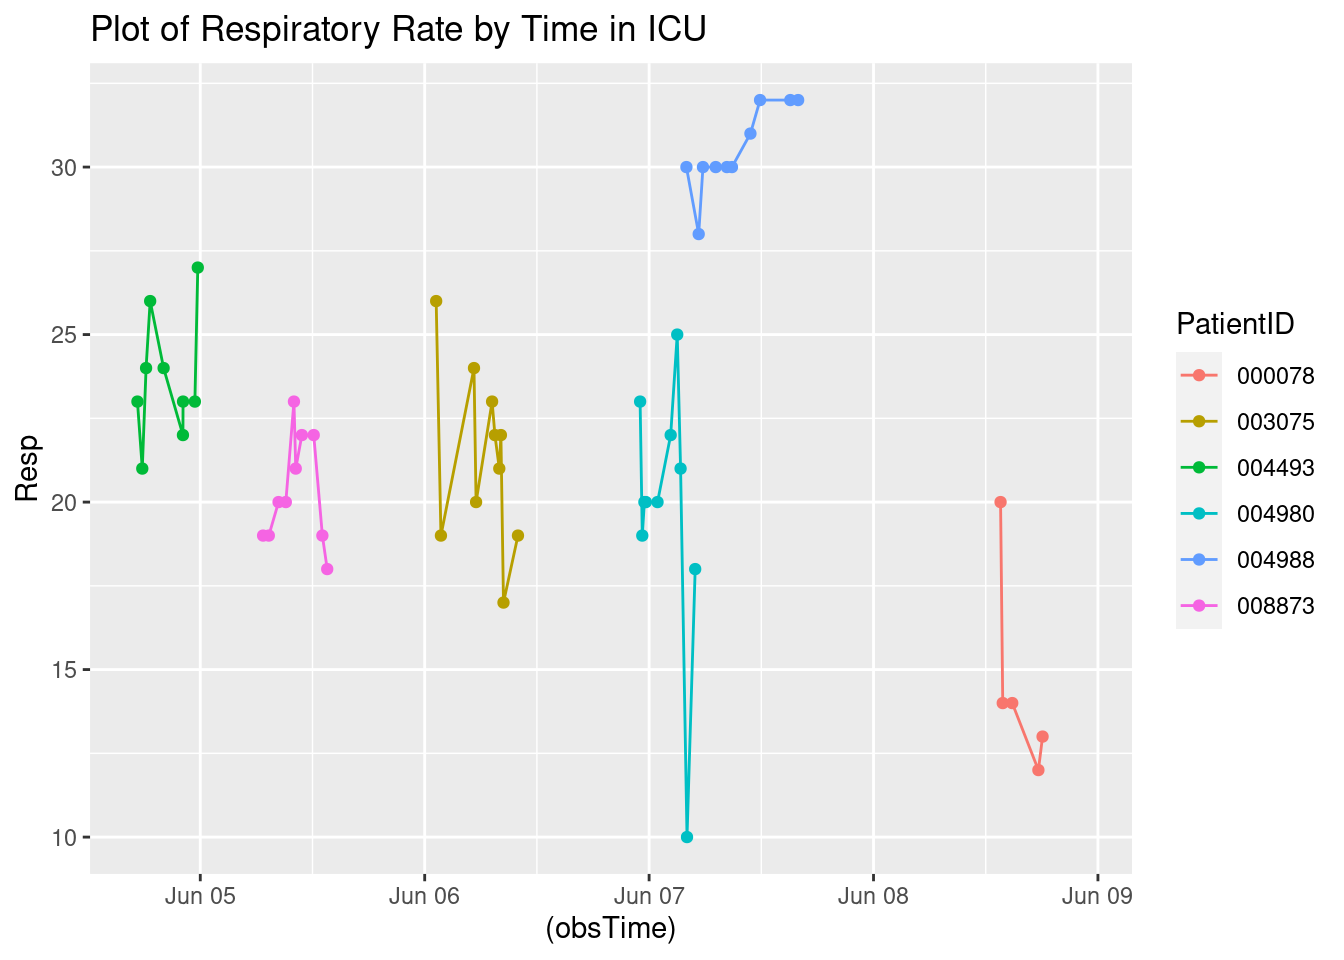 Plot of Respiratory Rate by Time in ICU
Resp
30
25
20
15
10
Jun 05
Jun 06
Jun 07
Jun 08
Jun 09
(obsTime)
PatientID
000078
003075
004493
004980
004988
008873